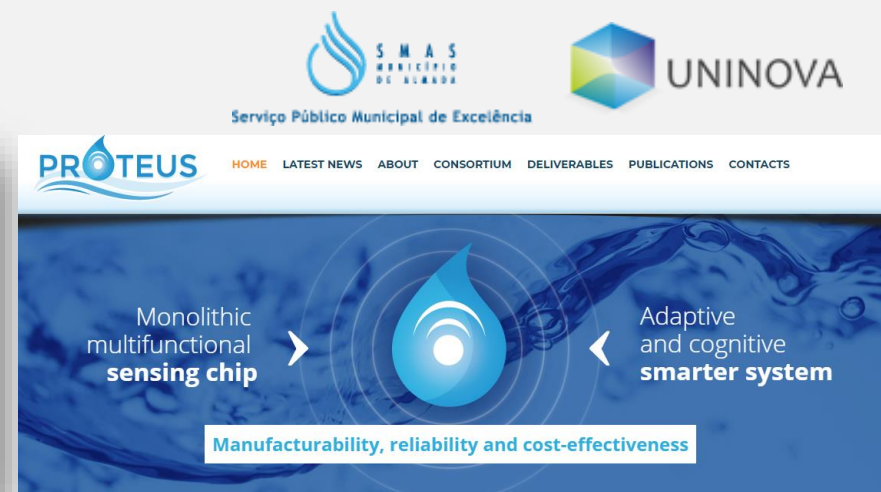 SMAS
MUNICÍPIO
DE ALMADA
UNINOVA
Serviço Público Municipal de Excelência
PROTEUS
HOME LATEST NEWS ABOUT CONSORTIUM DELIVERABLES PUBLICATIONS CONTACTS
Monolithic
multifunctional
sensing chip
Adaptive
and cognitive
smarter system
Manufacturability, reliability and cost-effectiveness